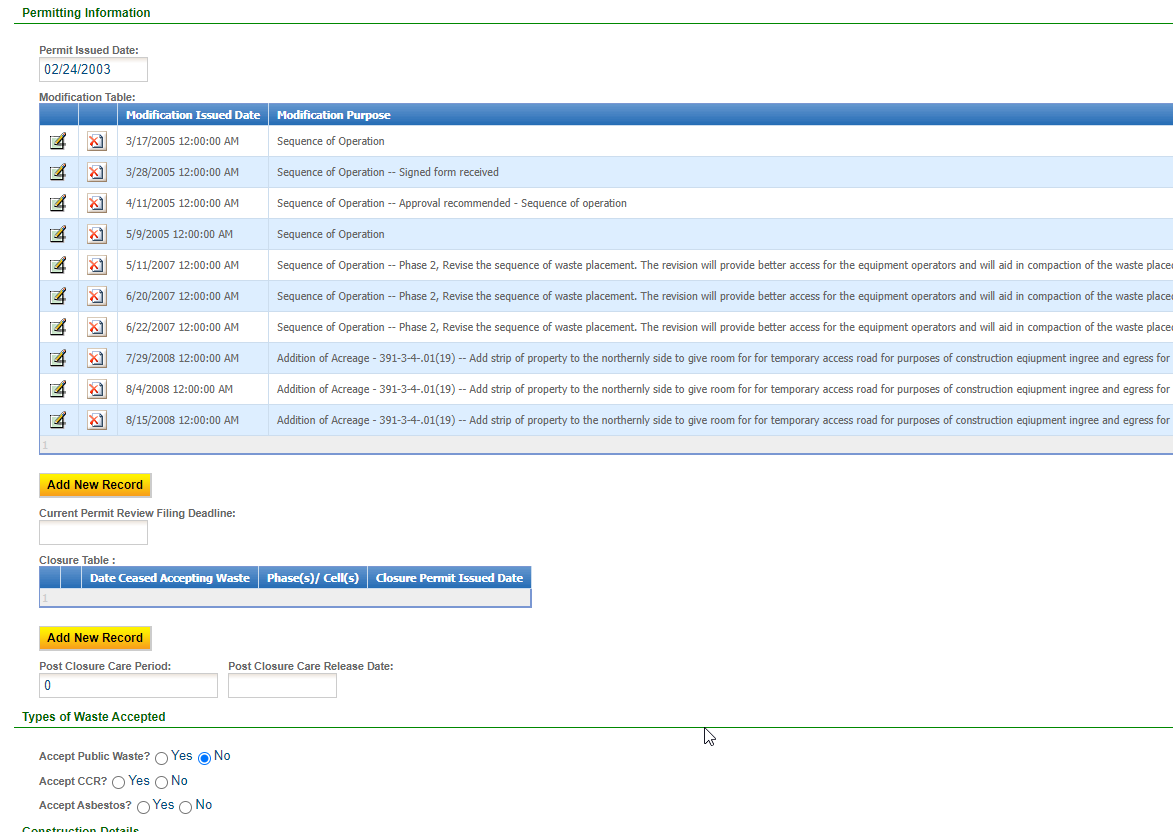 Permitting Information
Permit Issued Date:
02/24/2003
Modification Table:
Modification Issued Date Modification Purpose
3/17/2005 12:00:00 AM Sequence of Operation
3/28/2005 12:00:00 AM Sequence of Operation -- Signed form received
4/11/2005 12:00:00 AM Sequence of Operation -- Approval recommended - Sequence of operation
5/9/2005 12:00:00 AM Sequence of Operation
5/11/2007 12:00:00 AM Sequence of Operation -- Phase 2, Revise the sequence of waste placement. The revision will provide better access for the equipment operators and will aid in compaction of the waste placed
6/20/2007 12:00:00 AM Sequence of Operation -- Phase 2, Revise the sequence of waste placement. The revision will provide better access for the equipment operators and will aid in compaction of the waste placed
6/22/2007 12:00:00 AM Sequence of Operation -- Phase 2, Revise the sequence of waste placement. The revision will provide better access for the equipment operators and will aid in compaction of the waste placed
7/29/2008 12:00:00 AM Addition of Acreage - 391-3-4-.01(19) -- Add strip of property to the northernly side to give room for for temporary access road for purposes of construction eqiupment ingree and egress for
8/4/2008 12:00:00 AM Addition of Acreage - 391-3-4-.01(19) -- Add strip of property to the northernly side to give room for for temporary access road for purposes of construction eqiupment ingree and egress for
8/15/2008 12:00:00 AM Addition of Acreage - 391-3-4-.01(19) -- Add strip of property to the northernly side to give room for for temporary access road for purposes of construction eqiupment ingree and egress for
1
Add New Record
Current Permit Review Filing Deadline:
Closure Table :
Date Ceased Accepting Waste Phase(s)/ Cell(s) Closure Permit Issued Date
1
Add New Record
Post Closure Care Period: Post Closure Care Release Date:
0
Types of Waste Accepted
Accept Public Waste? Yes No
Accept CCR? Yes No
Accept Asbestos? Yes No
Construction Details